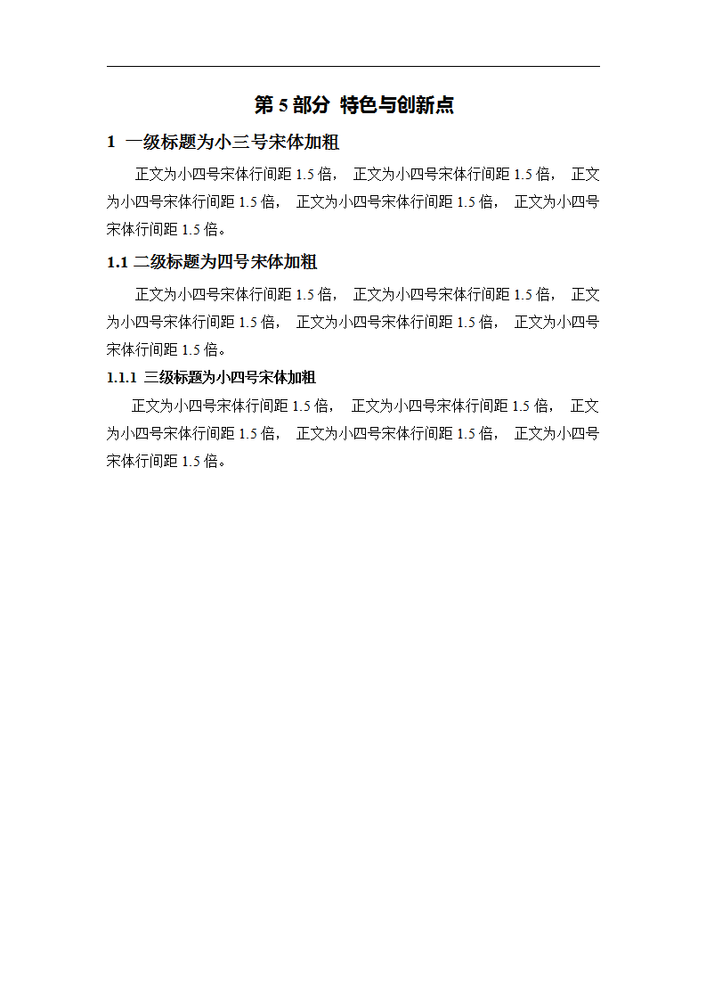 第 5 部分 特色与创新点
1 一级标题为小三号宋体加粗
正文为小四号宋体行间距 1.5 倍， 正文为小四号宋体行间距 1.5 倍， 正文
为小四号宋体行间距 1.5 倍， 正文为小四号宋体行间距 1.5 倍， 正文为小四号
宋体行间距 1.5 倍。
1.1 二级标题为四号宋体加粗
正文为小四号宋体行间距 1.5 倍， 正文为小四号宋体行间距 1.5 倍， 正文
为小四号宋体行间距 1.5 倍， 正文为小四号宋体行间距 1.5 倍， 正文为小四号
宋体行间距 1.5 倍。
1.1.1 三级标题为小四号宋体加粗
正文为小四号宋体行间距 1.5 倍， 正文为小四号宋体行间距 1.5 倍， 正文
为小四号宋体行间距 1.5 倍， 正文为小四号宋体行间距 1.5 倍， 正文为小四号
宋体行间距 1.5 倍。